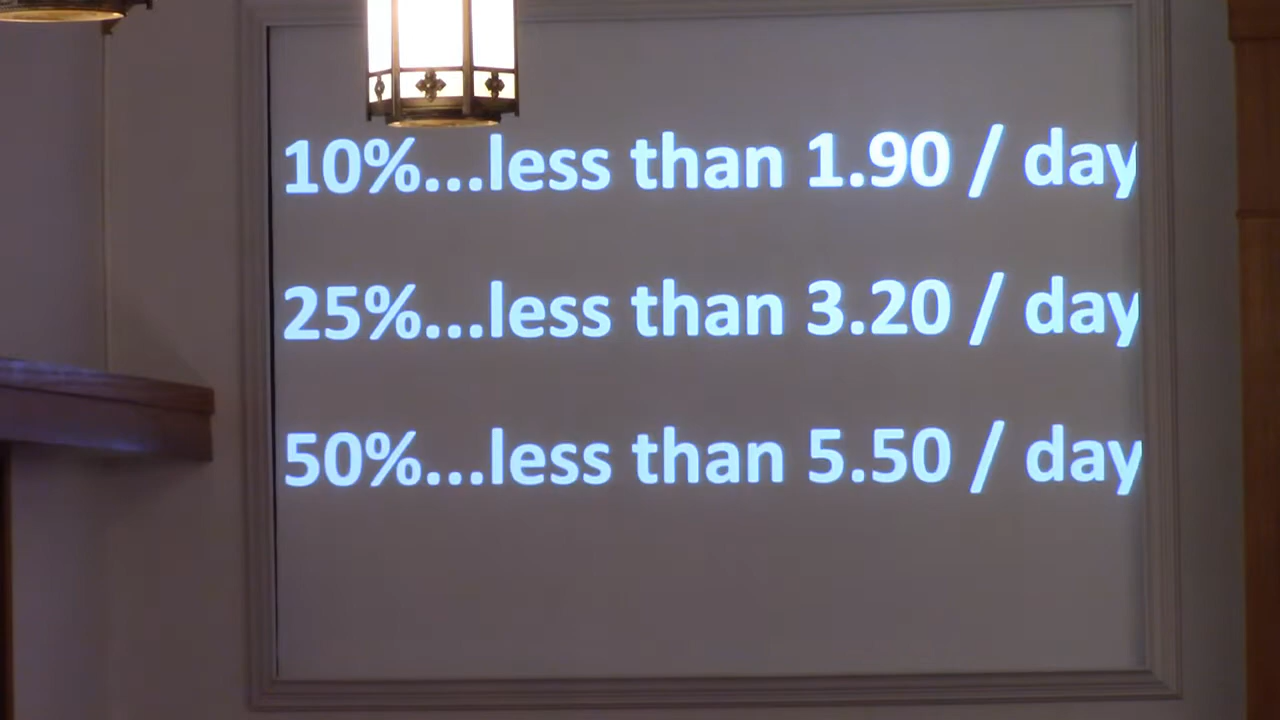 10%...less than 1.90 / day
25%...less than 3.20 / day
50%...less than 5.50 / day